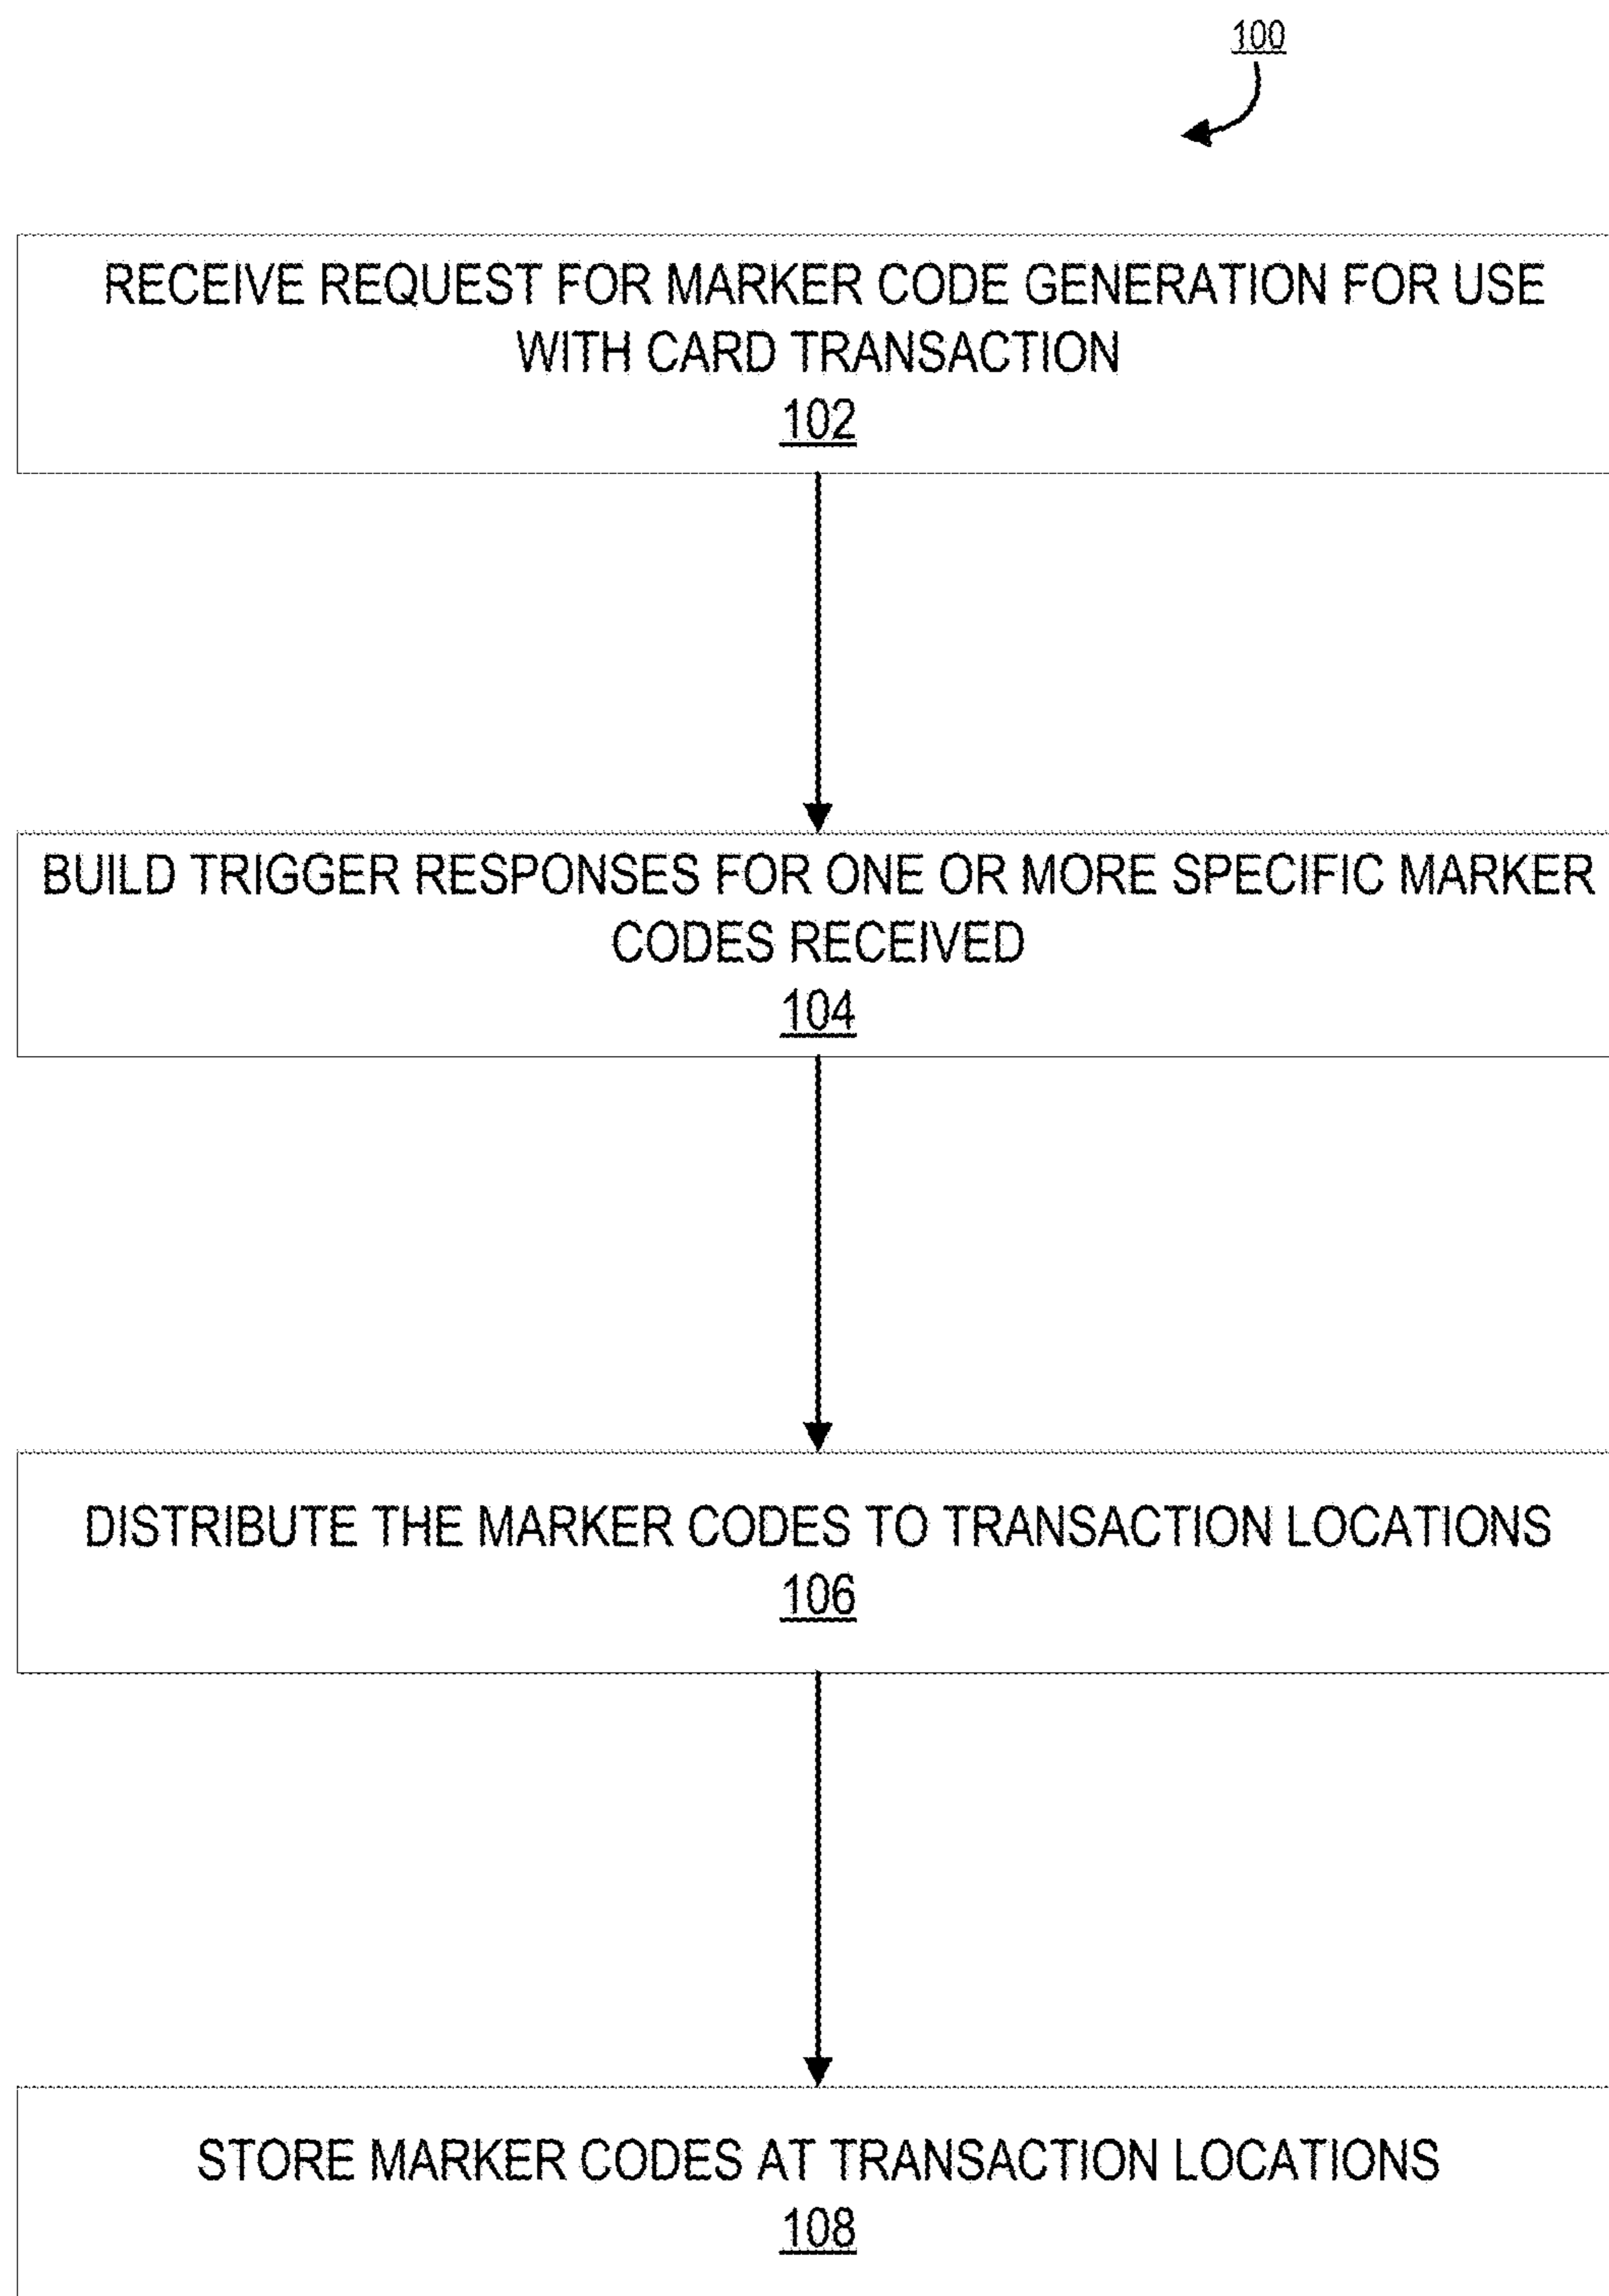 100
RECEIVE REQUEST FOR MARKER CODE GENERATION FOR USE
WITH CARD TRANSACTION
102
BUILD TRIGGER RESPONSES FOR ONE OR MORE SPECIFIC MARKER
CODES RECEIVED
104
DISTRIBUTE THE MARKER CODES TO TRANSACTION LOCATIONS
106
STORE MARKER CODES AT TRANSACTION LOCATIONS
108